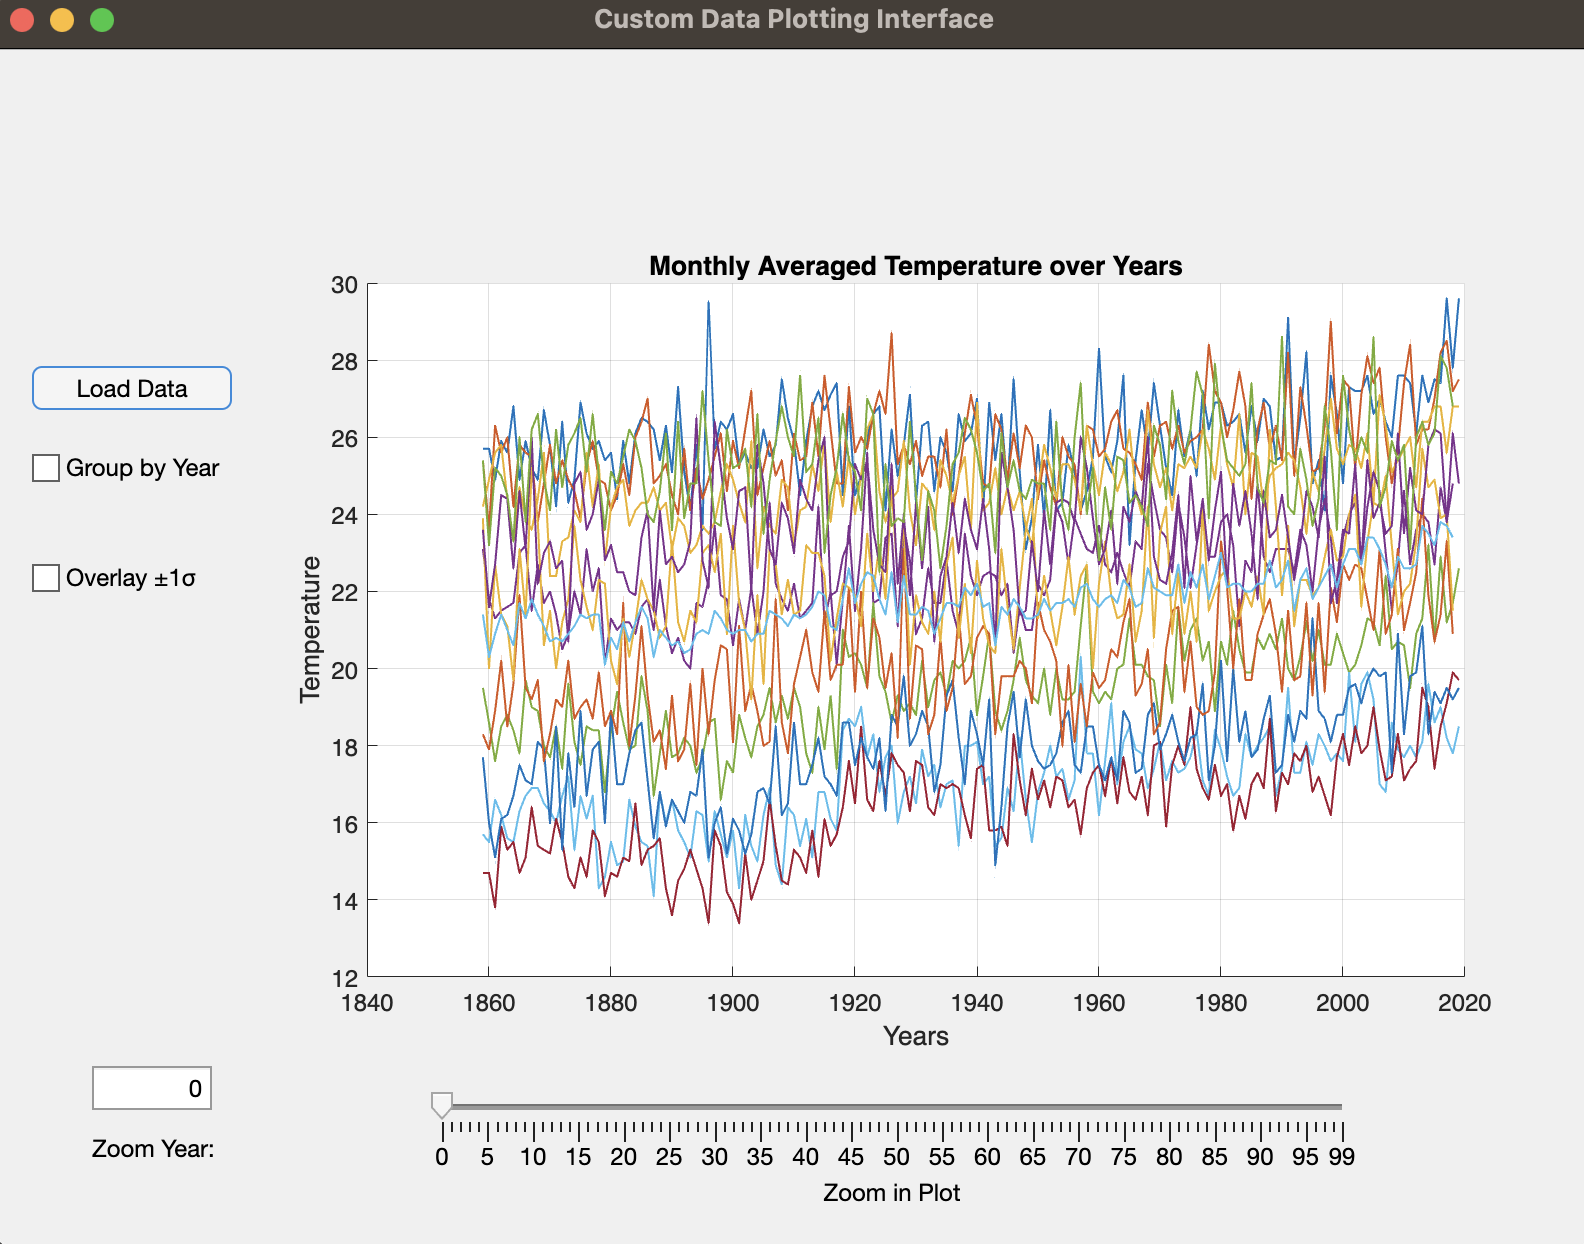 Custom Data Plotting Interface
Monthly Averaged Temperature over Years
Load Data
Group by Year
Overlay ±1σ
Temperature
30
28
26
24
22
20
18
16
14
12
1840 1860 1880 1900 1920 1940 1960 1980 2000 2020
Years
0
Zoom Year:
0 5 10 15 20 25 30 35 40 45 50 55 60 65 70 75 80 85 90 95 99
Zoom in Plot